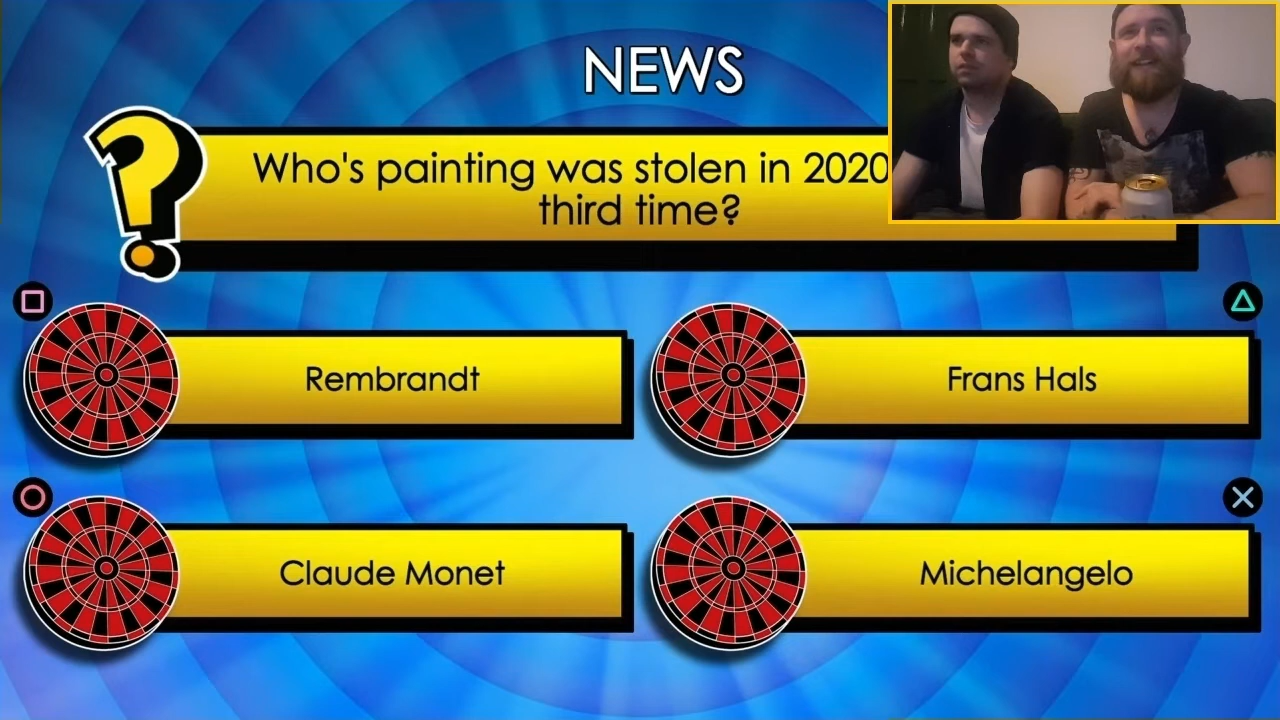 NEWS
Who's painting was stolen in 2020
third time?
Rembrandt
Frans Hals
Claude Monet
Michelangelo